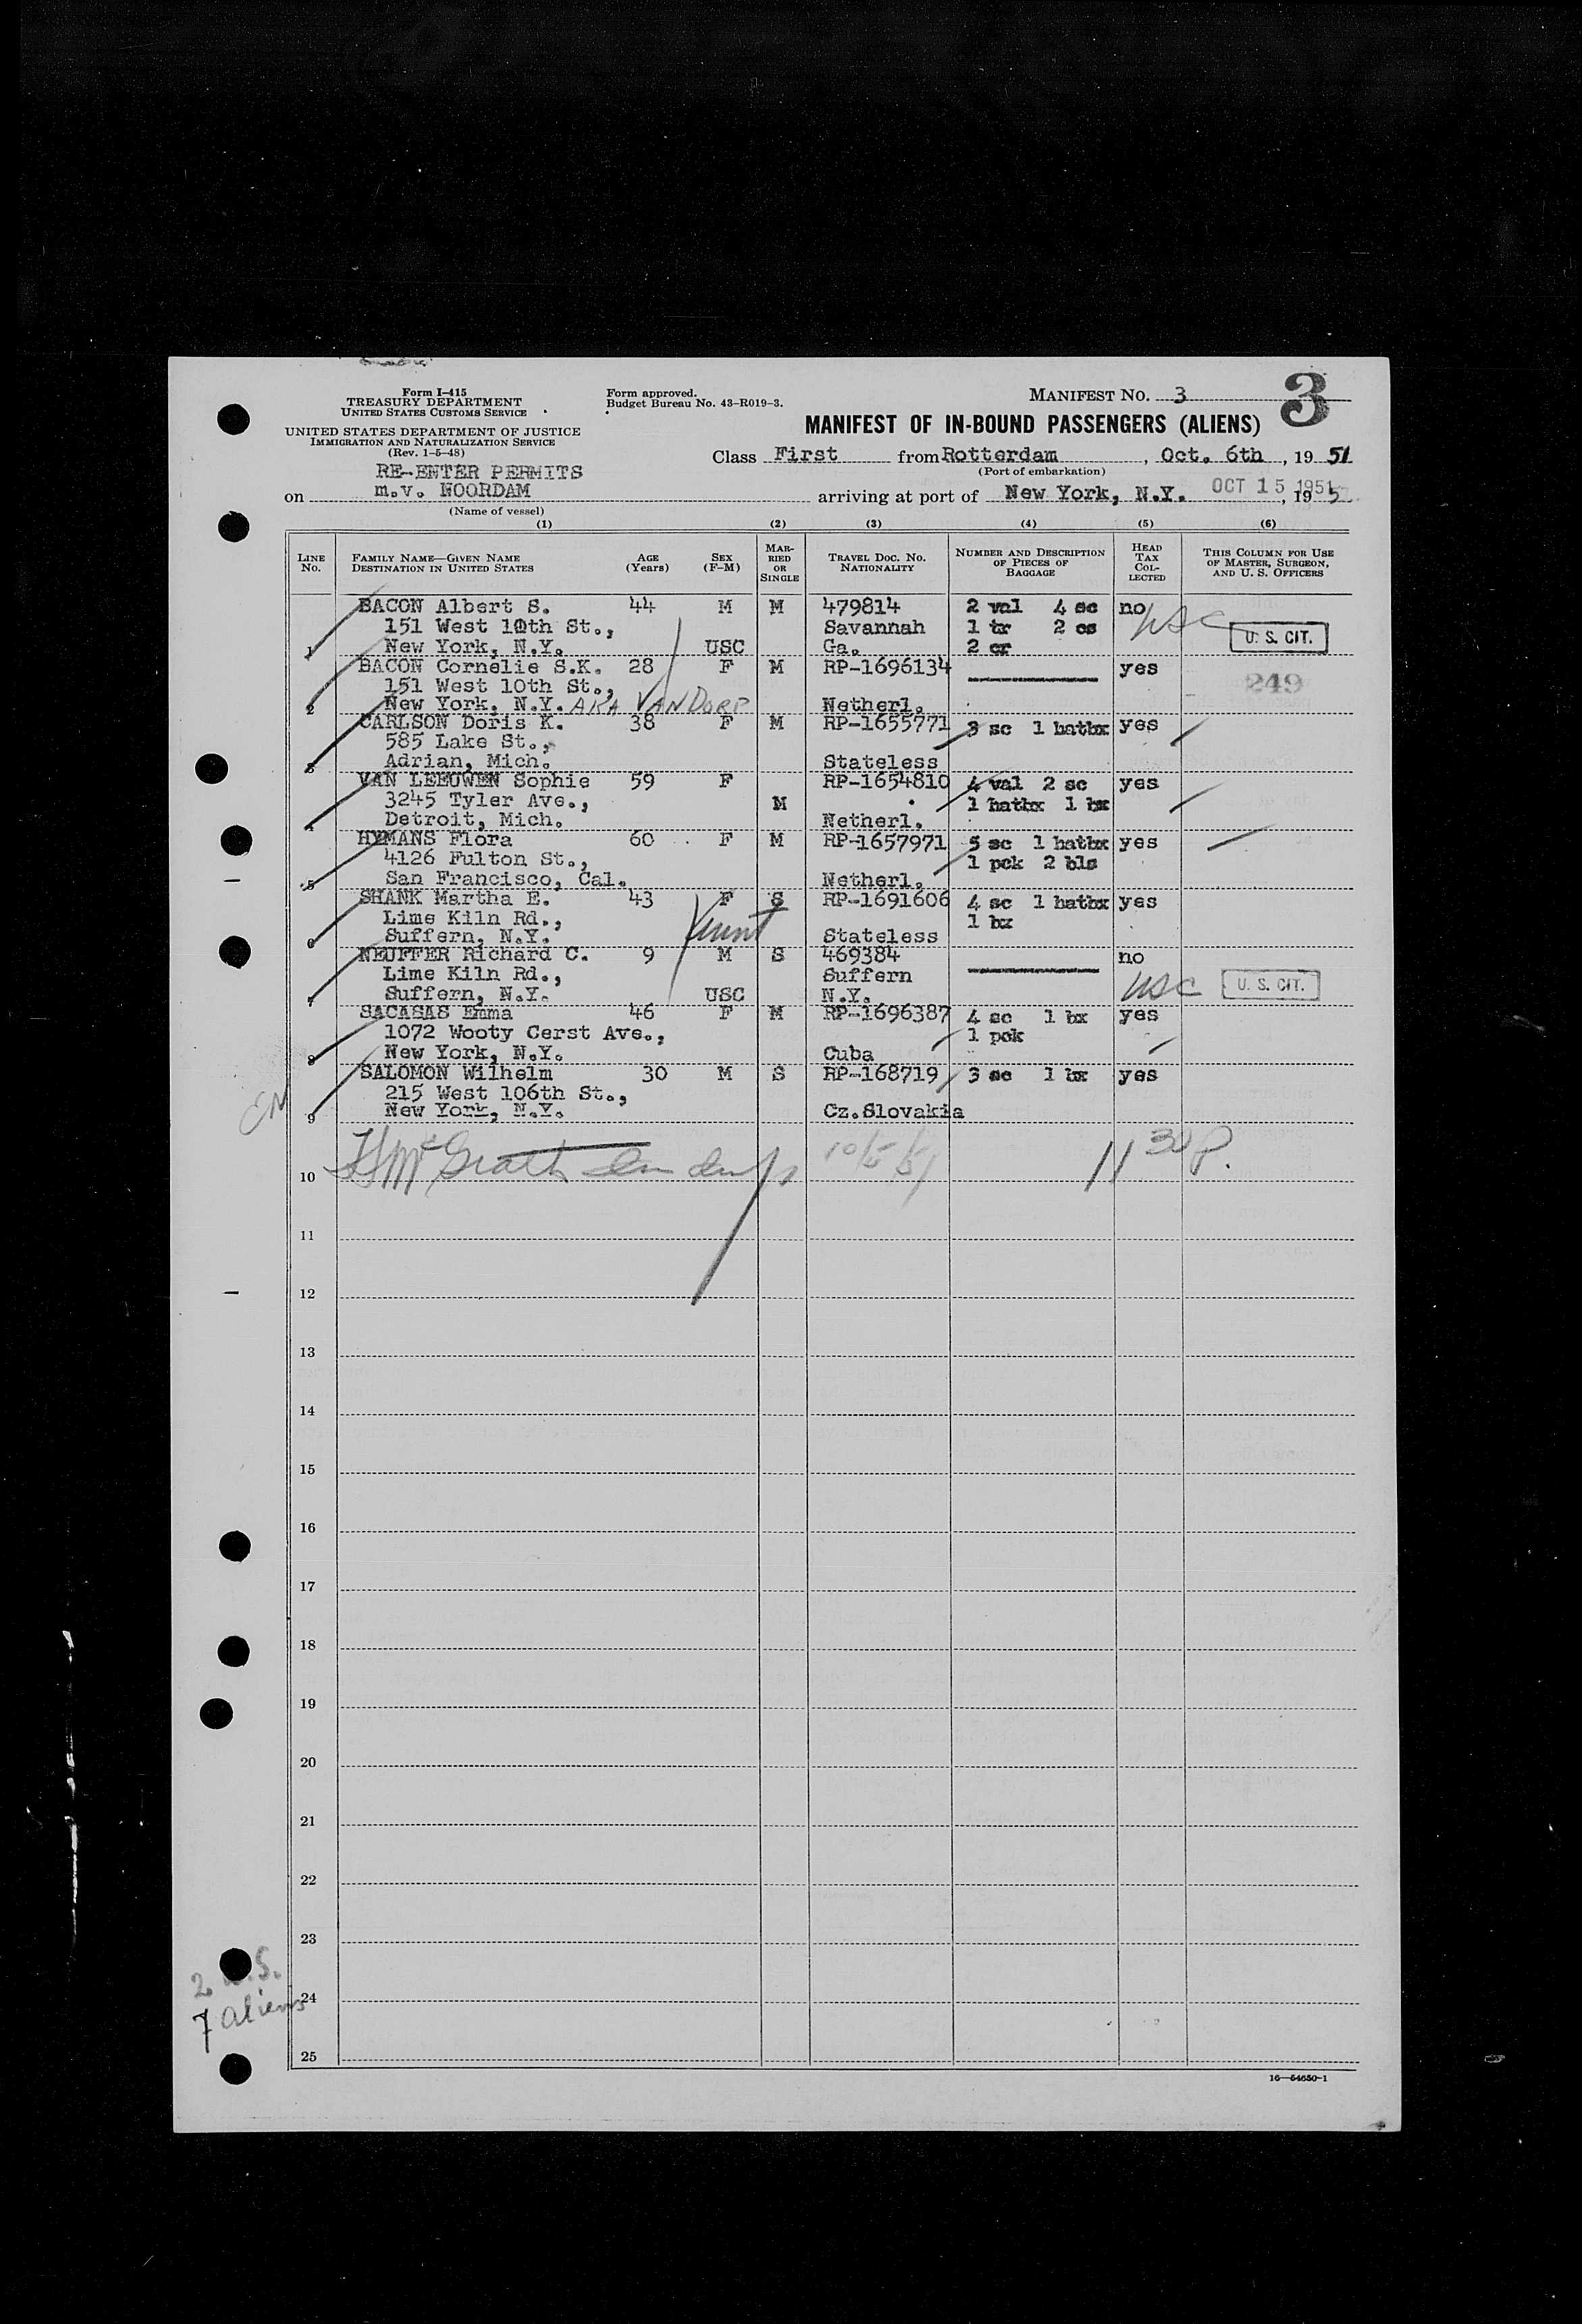 Form I-415
TREASURY DEPARTMENT
UNITED STATES CUSTOMS SERVICE
Form approved.
Budget Bureau No. 43-R019-3.
MANIFEST NO. 3
3
UNITED STATES DEPARTMENT OF JUSTICE
IMMIGRATION AND NATURALIZATION SERVICE
(Rev. 1-5-48)
MANIFEST OF IN-BOUND PASSENGERS (ALIENS)
Class First from Rotterdam, Oct. 6th, 1951
(Port of embarkation)
RE-ENTER PERMITS
on m.v. NOORDAM arriving at port of New York, N.Y. OCT 15 1951, 195
(Name of vessel)
(1) (2) (3) (4) (5) (6)
LINE No. FAMILY NAME—GIVEN NAME DESTINATION IN UNITED STATES AGE (Years) SEX (F-M) MARRIED OR SINGLE TRAVEL DOC. NO. NATIONALITY NUMBER AND DESCRIPTION OF PIECES OF BAGGAGE HEAD TAX COLLECTED THIS COLUMN FOR USE OF MASTER, SURGEON, AND U. S. OFFICERS
BACON Albert S. 44 M M 479814 2 val 4 sc no
151 West 10th St., Savannah 1 tr 2 cs USC U. S. CIT.
1 New York, N.Y. USC Ga. 2 cr
BACON Cornelie S.K. 28 F M RP-1696134 yes
151 West 10th St., 249
2 New York, N.Y. AKA VAN DORP Netherl.
CARLSON Doris K. 38 F M RP-1655771 3 sc 1 hatbx yes
585 Lake St.,
3 Adrian, Mich. Stateless
VAN LEEUWEN Sophie 59 F RP-1654810 4 val 2 sc yes
3245 Tyler Ave., M 1 hatbx 1 bx
4 Detroit, Mich. Netherl.
HYMANS Flora 60 F M RP-1657971 5 sc 1 hatbx yes
4126 Fulton St., 1 pck 2 bls
5 San Francisco, Cal. Netherl.
SHANK Martha E. 43 F S RP-1691606 4 sc 1 hatbx yes
Lime Kiln Rd., 1 bx
6 Suffern, N.Y. Stateless
NEUFFER Richard C. 9 M S 469384 no
Lime Kiln Rd., Suffern
7 Suffern, N.Y. USC N.Y. USC U. S. CIT.
SACASAS Emma 46 F M RP-1696387 4 sc 1 bx yes
1072 Wooty Cerst Ave., 1 pok
8 New York, N.Y. Cuba
SALOMON Wilhelm 30 M S RP-168719 3 sc 1 bx yes
215 West 106th St.,
9 New York, N.Y. Cz.Slovakia
10 10/15/51 11 30 P.
11
12
13
14
15
16
17
18
19
20
21
22
23
2 U.S.
24
7 aliens
25
16—54650-1